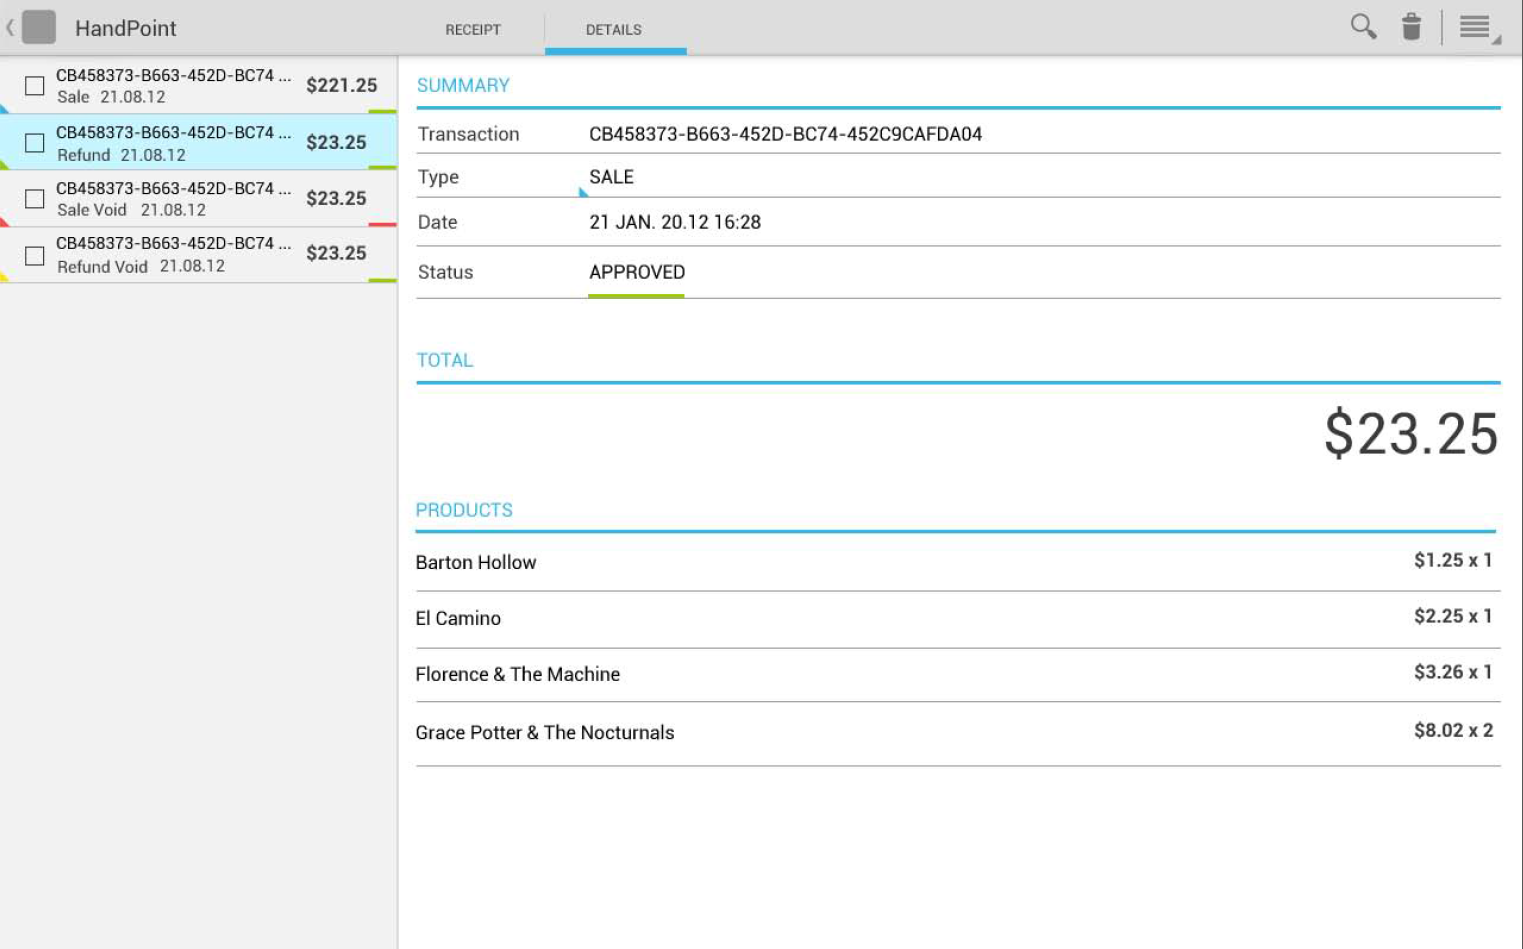 HandPoint
RECEIPT
DETAILS
CB458373-B663-452D-BC74 ...
$221.25
Sale 21.08.12
CB458373-B663-452D-BC74 ...
$23.25
Refund 21.08.12
CB458373-B663-452D-BC74 ...
$23.25
Sale Void 21.08.12
CB458373-B663-452D-BC74 ...
$23.25
Refund Void 21.08.12
SUMMARY
Transaction CB458373-B663-452D-BC74-452C9CAFDA04
Type SALE
Date 21 JAN. 20.12 16:28
Status APPROVED
TOTAL
$23.25
PRODUCTS
Barton Hollow $1.25 x 1
El Camino $2.25 x 1
Florence & The Machine $3.26 x 1
Grace Potter & The Nocturnals $8.02 x 2